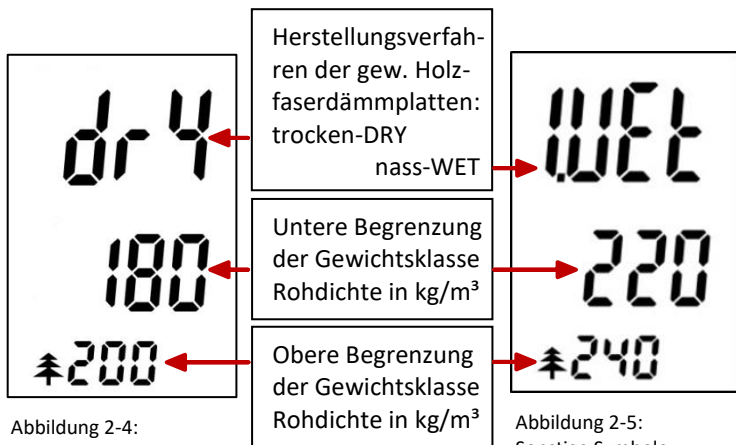 dr4
180
200
Herstellungsverfah-
ren der gew. Holz-
faserdämmplatten:
trocken-DRY
nass-WET
Untere Begrenzung
der Gewichtsklasse
Rohdichte in kg/m³
Obere Begrenzung
der Gewichtsklasse
Rohdichte in kg/m³
1.WEt
220
240
Abbildung 2-4:
Abbildung 2-5: